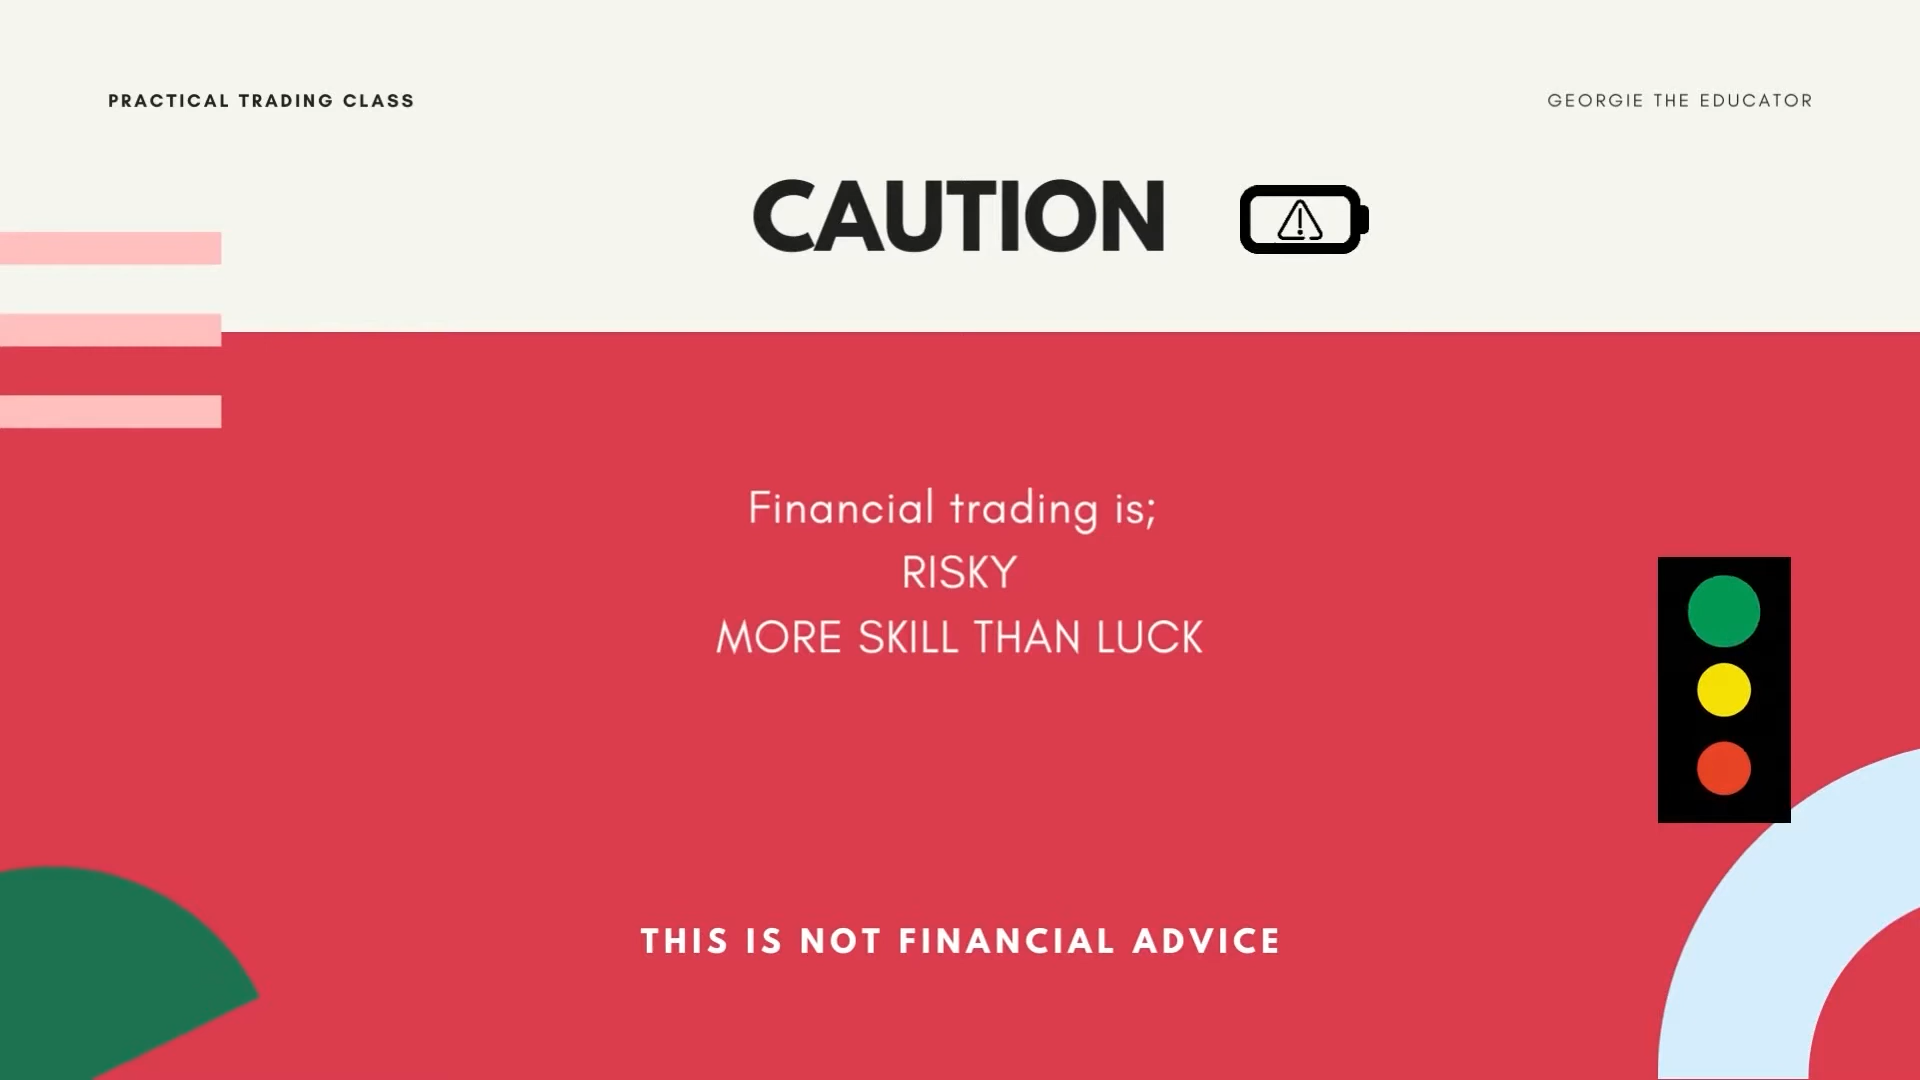 PRACTICAL TRADING CLASS
GEORGIE THE EDUCATOR
CAUTION
Financial trading is;
RISKY
MORE SKILL THAN LUCK
THIS IS NOT FINANCIAL ADVICE